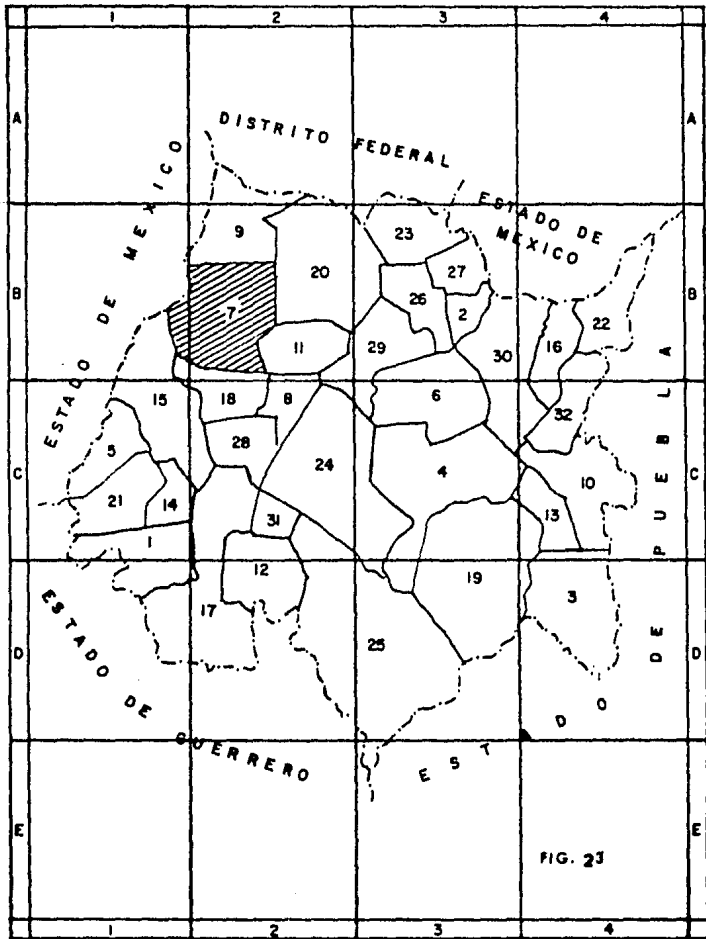 1 2 3 4
A A
DISTRITO FEDERAL
ESTADO DE MEXICO
ESTADO DE MEXICO
9 20 23 27
B 7 26 2 22 B
11 29 30 16
15 18 8 6 32
5 28
C 21 14 24 4 10 C
31 13
1
12 19 3
17
D 25 D
ESTADO DE GUERRERO
EST DO DE PUEBLA
E E
FIG. 23
1 2 3 4